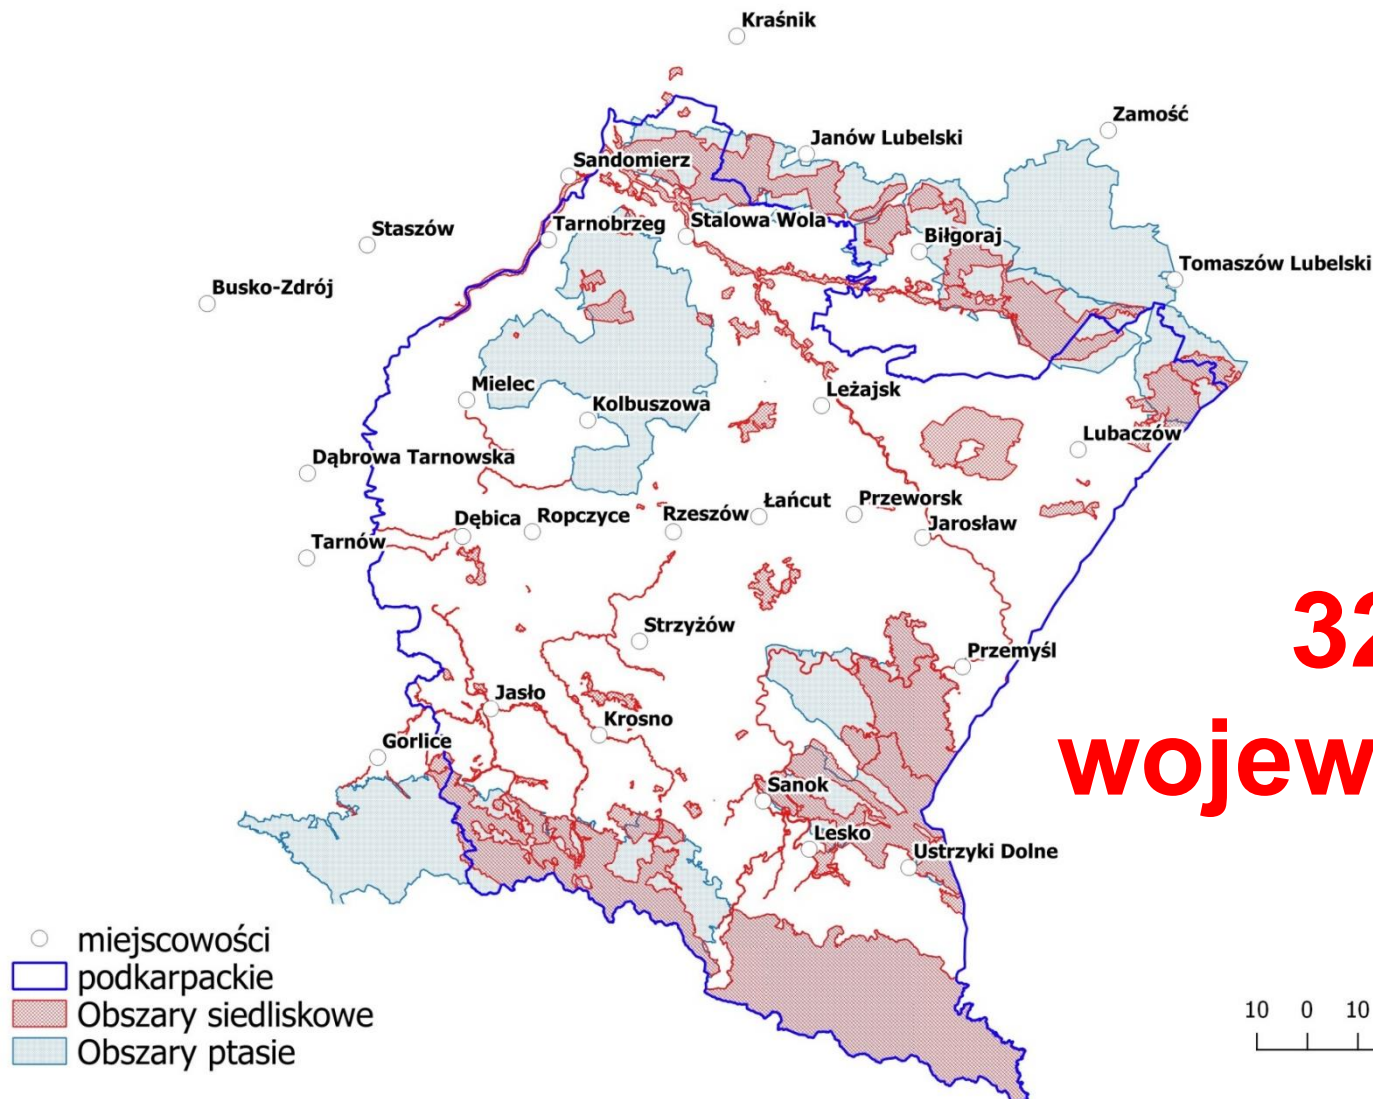 Kraśnik
Zamość
Janów Lubelski
Sandomierz
Staszów
Tarnobrzeg
Stalowa Wola
Biłgoraj
Tomaszów Lubelski
Busko-Zdrój
Mielec
Kolbuszowa
Leżajsk
Lubaczów
Dąbrowa Tarnowska
Dębica
Ropczyce
Rzeszów
Łańcut
Przeworsk
Jarosław
Tarnów
32
Strzyżów
Przemyśl
Jasło
Krosno
Gorlice
wojew
Sanok
Lesko
Ustrzyki Dolne
miejscowości
podkarpackie
Obszary siedliskowe
Obszary ptasie
10 0 10